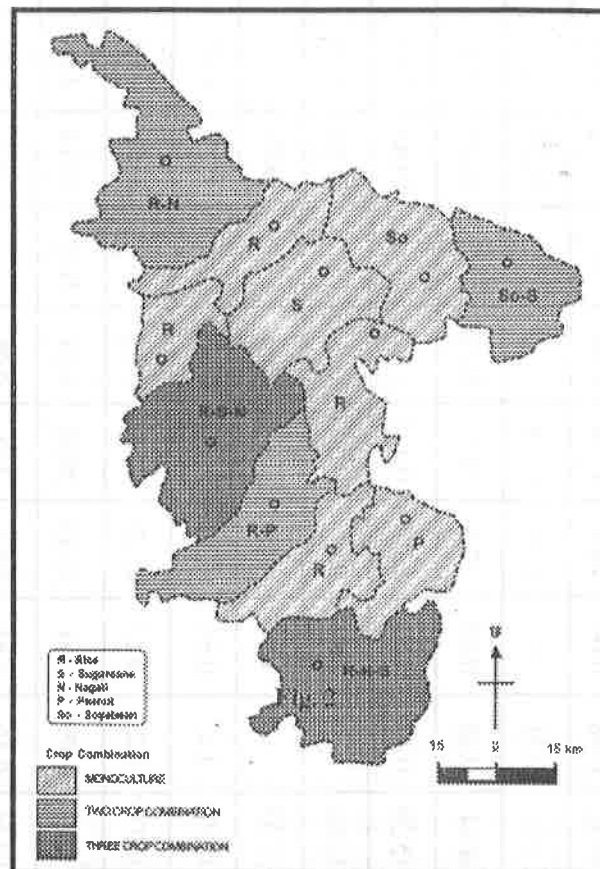 R-N
R
So
So-S
S
R
R-S-N
R
R-P
R
P
R-N-S
Fig. 2
R - Rice
S - Sugarcane
N - Nagali
P -
So - Soyabean
15 0 15 km
Crop Combination
MONOCULTURE
TWO CROP COMBINATION
THREE CROP COMBINATION